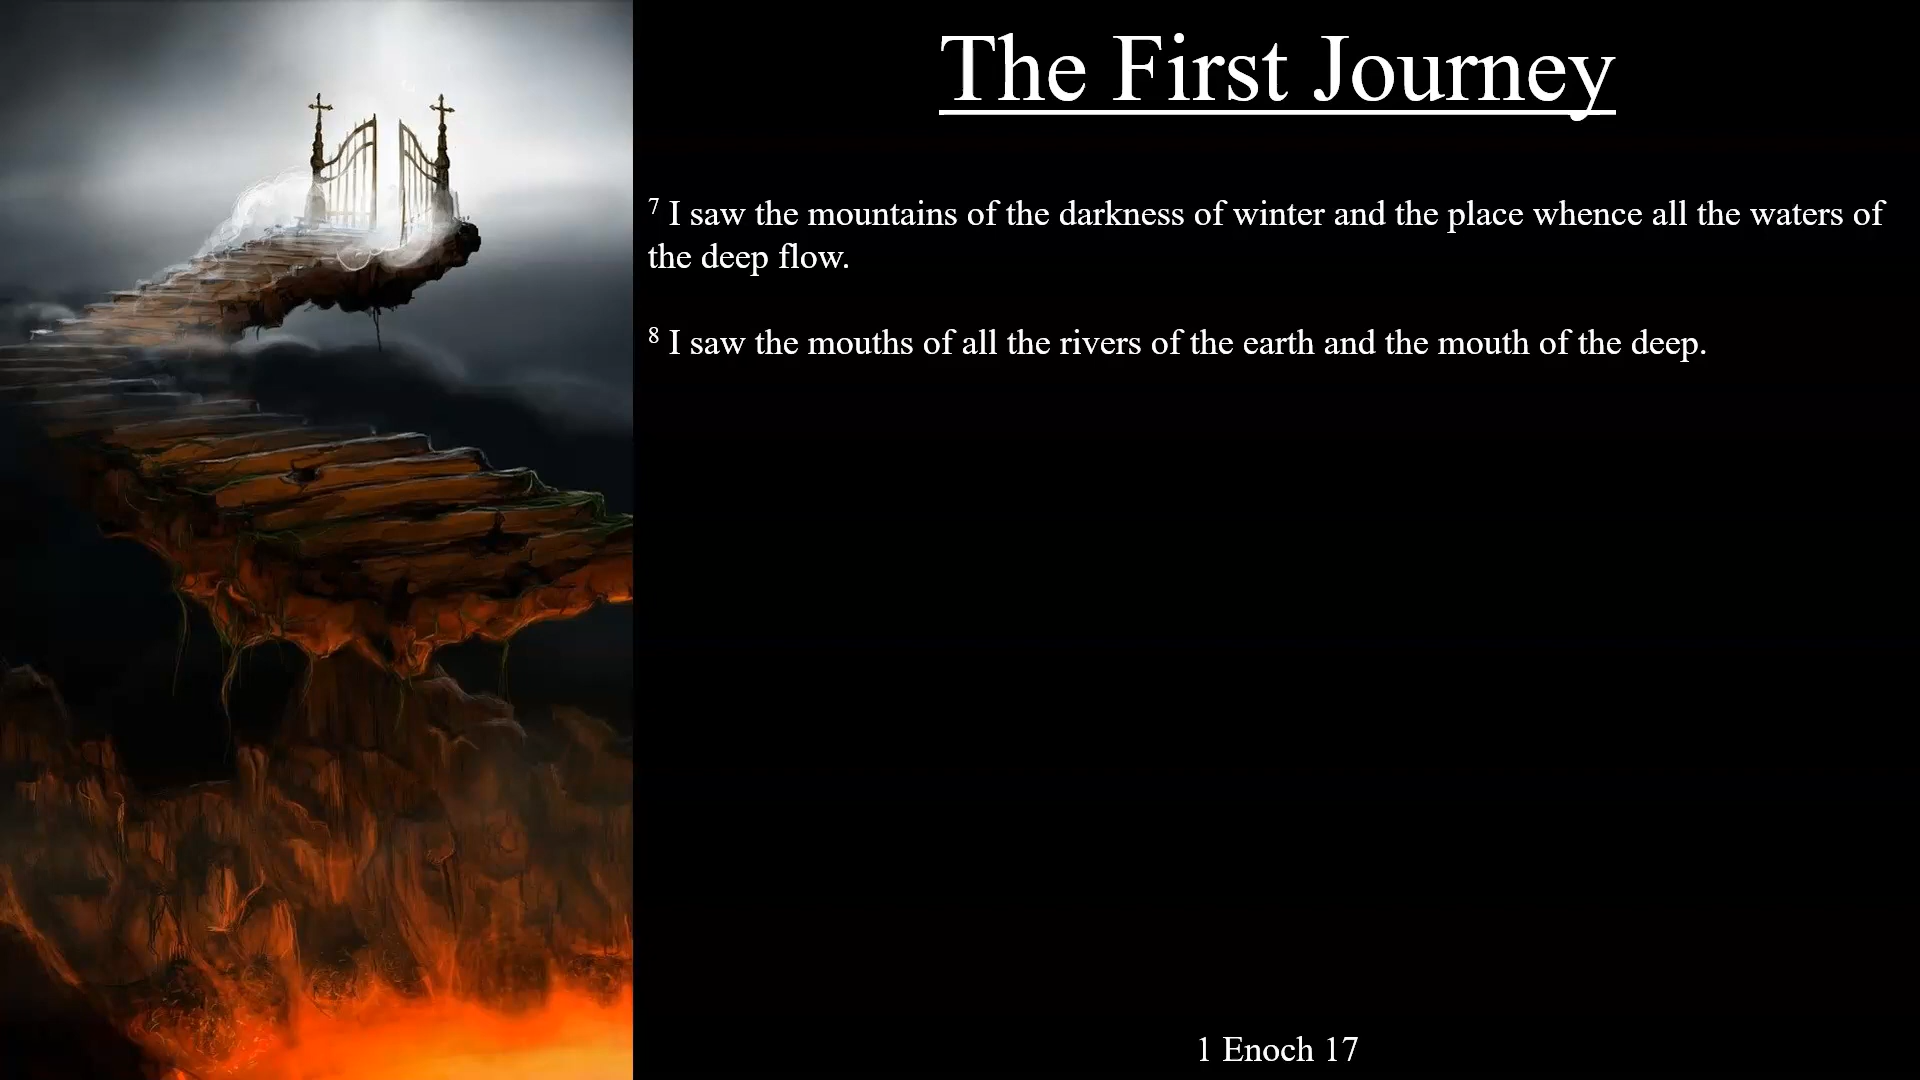 The First Journey
7 I saw the mountains of the darkness of winter and the place whence all the waters of
the deep flow.
8 I saw the mouths of all the rivers of the earth and the mouth of the deep.
1 Enoch 17